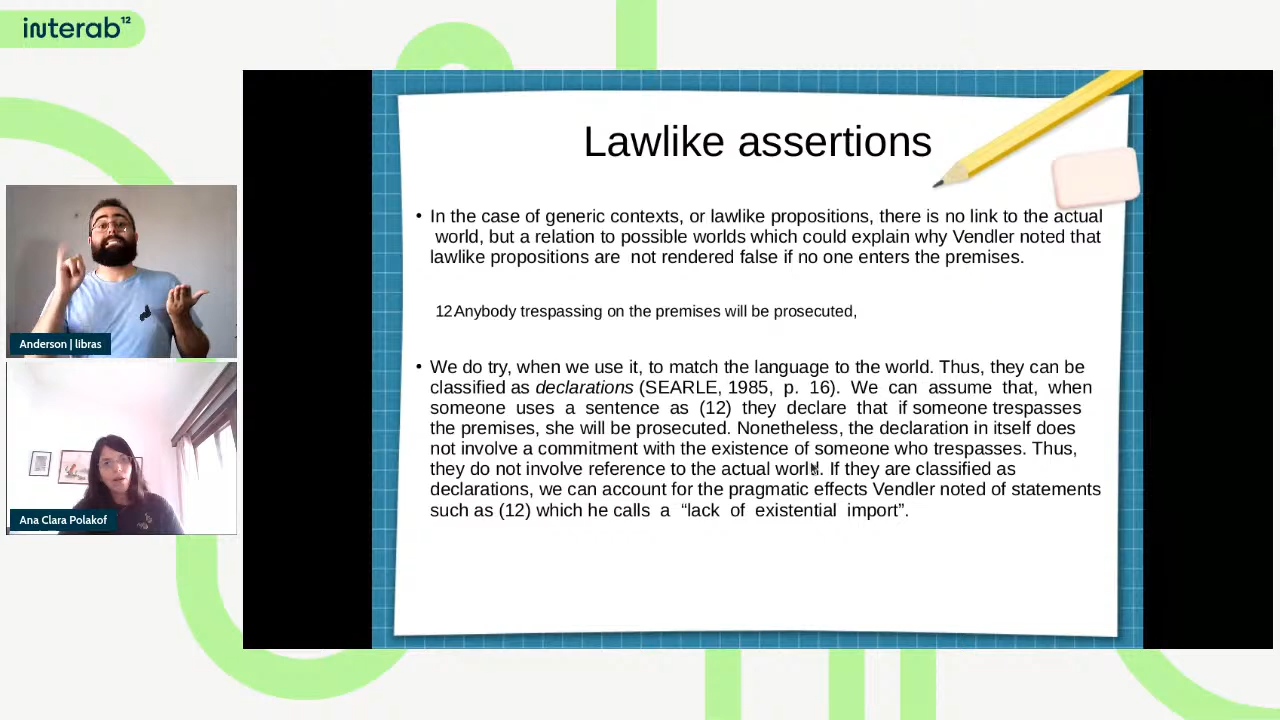 interab¹²
Lawlike assertions
• In the case of generic contexts, or lawlike propositions, there is no link to the actual
world, but a relation to possible worlds which could explain why Vendler noted that
lawlike propositions are not rendered false if no one enters the premises.
12 Anybody trespassing on the premises will be prosecuted,
• We do try, when we use it, to match the language to the world. Thus, they can be
classified as declarations (SEARLE, 1985, p. 16). We can assume that, when
someone uses a sentence as (12) they declare that if someone trespasses
the premises, she will be prosecuted. Nonetheless, the declaration in itself does
not involve a commitment with the existence of someone who trespasses. Thus,
they do not involve reference to the actual world. If they are classified as
declarations, we can account for the pragmatic effects Vendler noted of statements
such as (12) which he calls a “lack of existential import”.
Anderson | libras
Ana Clara Polakof